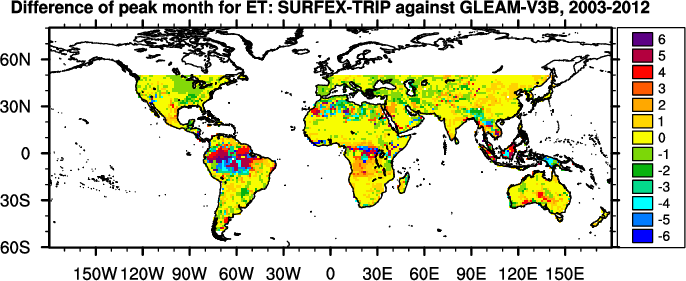 Difference of peak month for ET: SURFEX-TRIP against GLEAM-V3B, 2003-2012
60N
30N
0
30S
60S
150W 120W 90W 60W 30W 0 30E 60E 90E 120E 150E
6
5
4
3
2
1
0
-1
-2
-3
-4
-5
-6